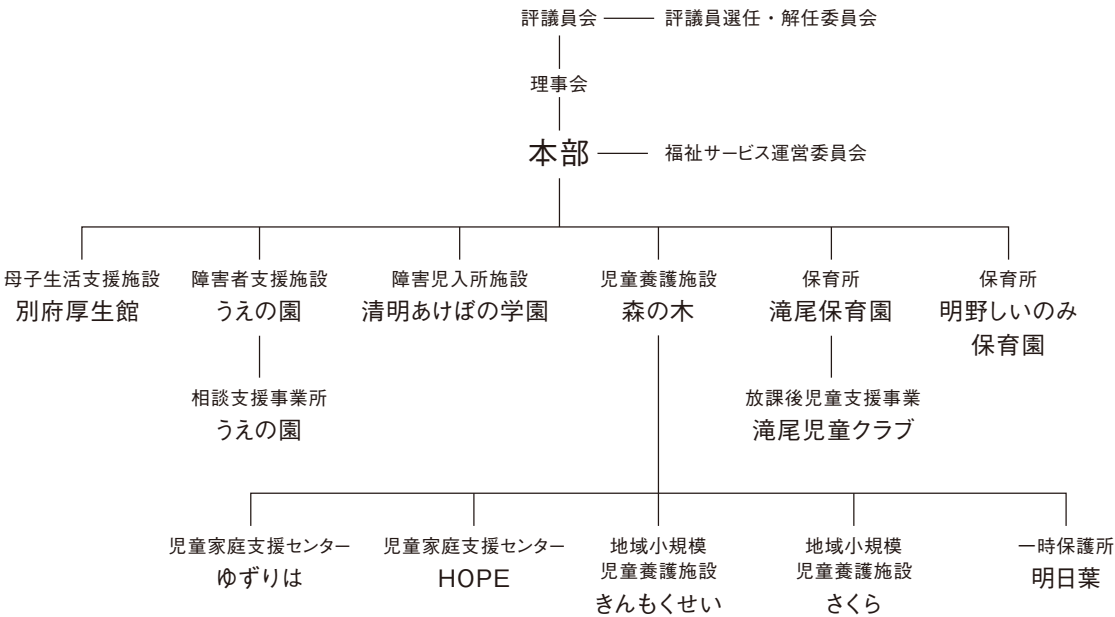 評議員会 評議員選任・解任委員会
理事会
本部 福祉サービス運営委員会
母子生活支援施設
別府厚生館
障害者支援施設
うえの園
障害児入所施設
清明あけぼの学園
児童養護施設
森の木
保育所
滝尾保育園
保育所
明野しいのみ
保育園
相談支援事業所
うえの園
放課後児童支援事業
滝尾児童クラブ
児童家庭支援センター
ゆずりは
児童家庭支援センター
HOPE
地域小規模
児童養護施設
きんもくせい
地域小規模
児童養護施設
さくら
一時保護所
明日葉